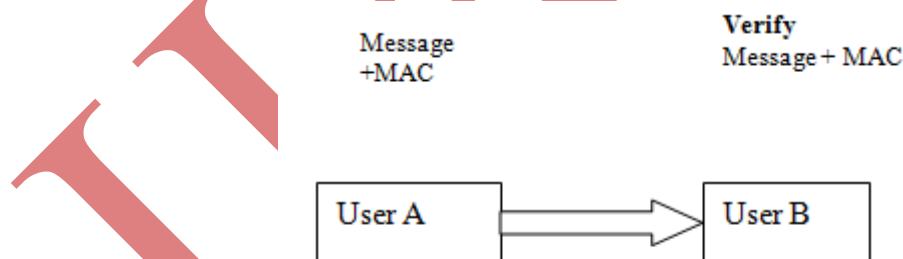 Message
+MAC
Verify
Message + MAC
User A
User B